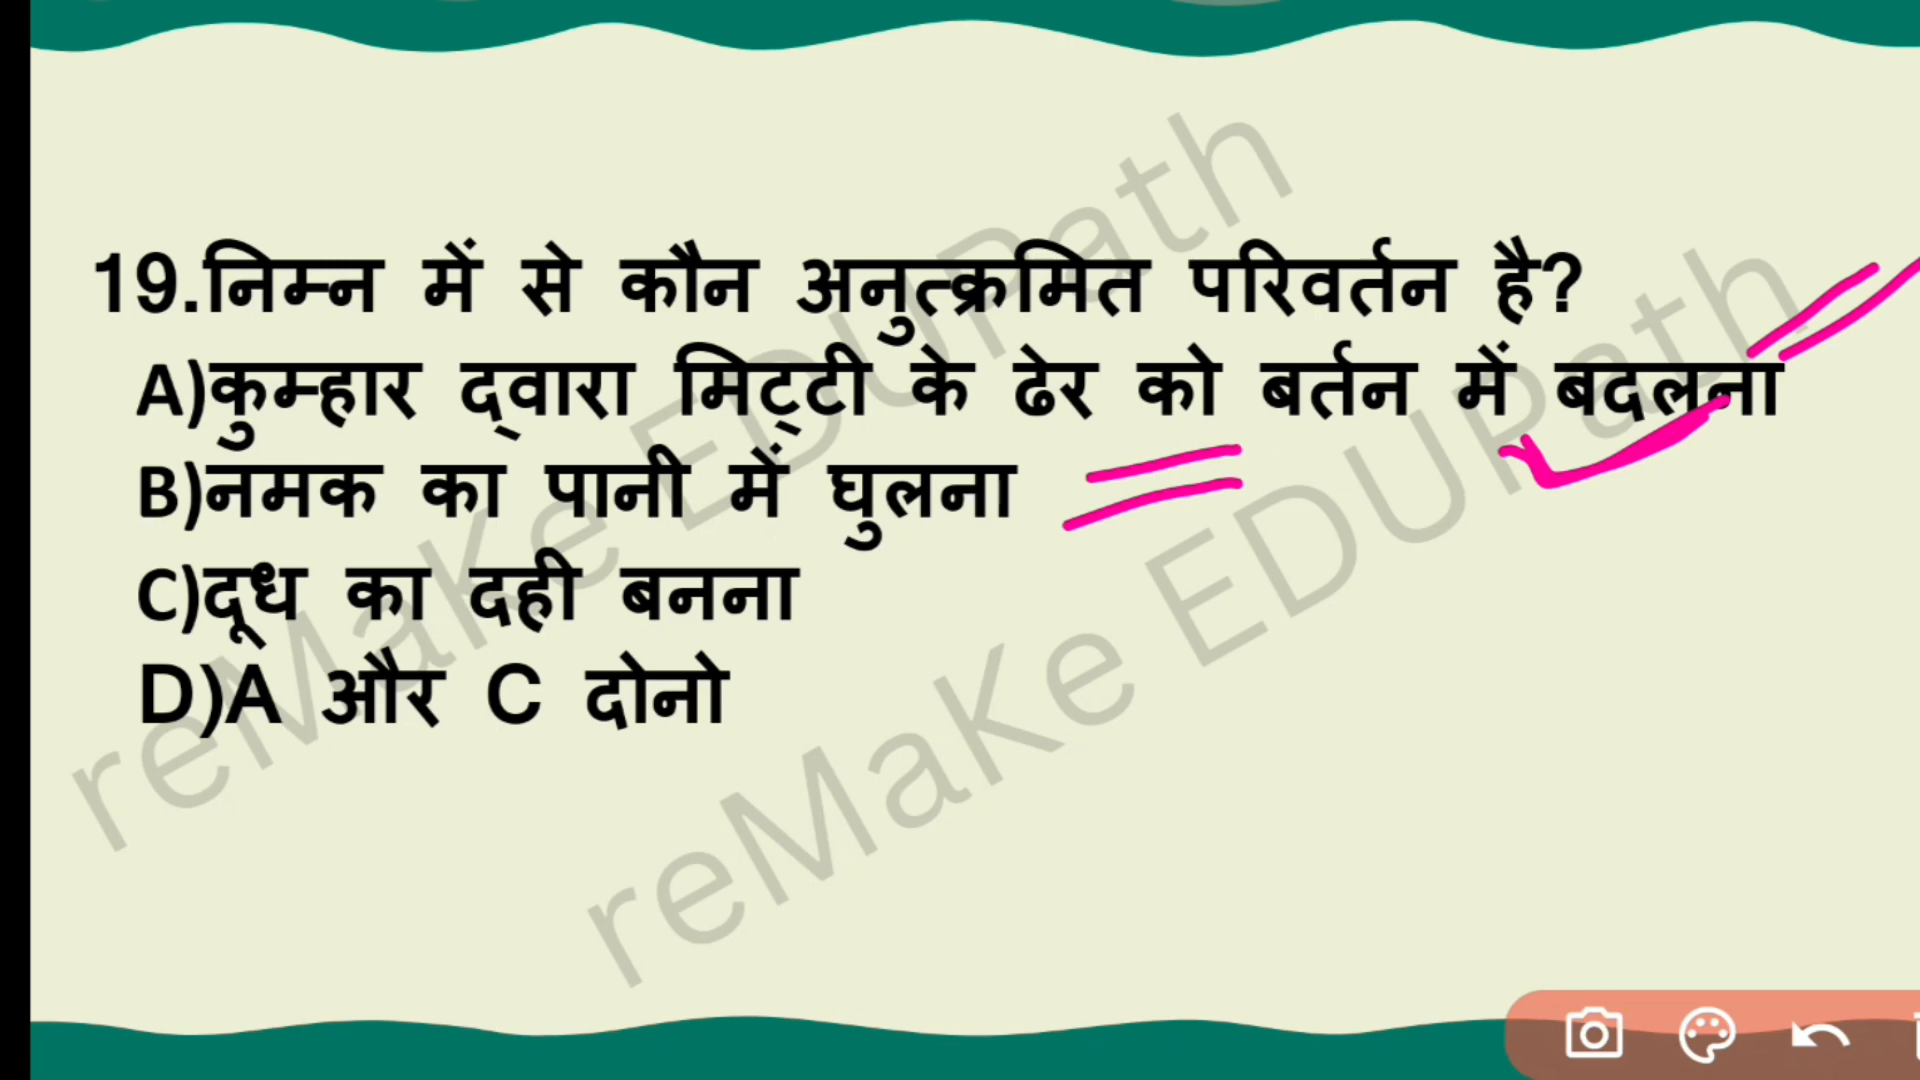 19.निम्न में से कौन अनुत्क्रमित परिवर्तन है?
A)कुम्हार द्वारा मिट्टी के ढेर को बर्तन में बदलना
B)नमक का पानी में घुलना
C)दूध का दही बनना
D)A और C दोनो
reMaKe EDUPath
reMaKe EDUPath